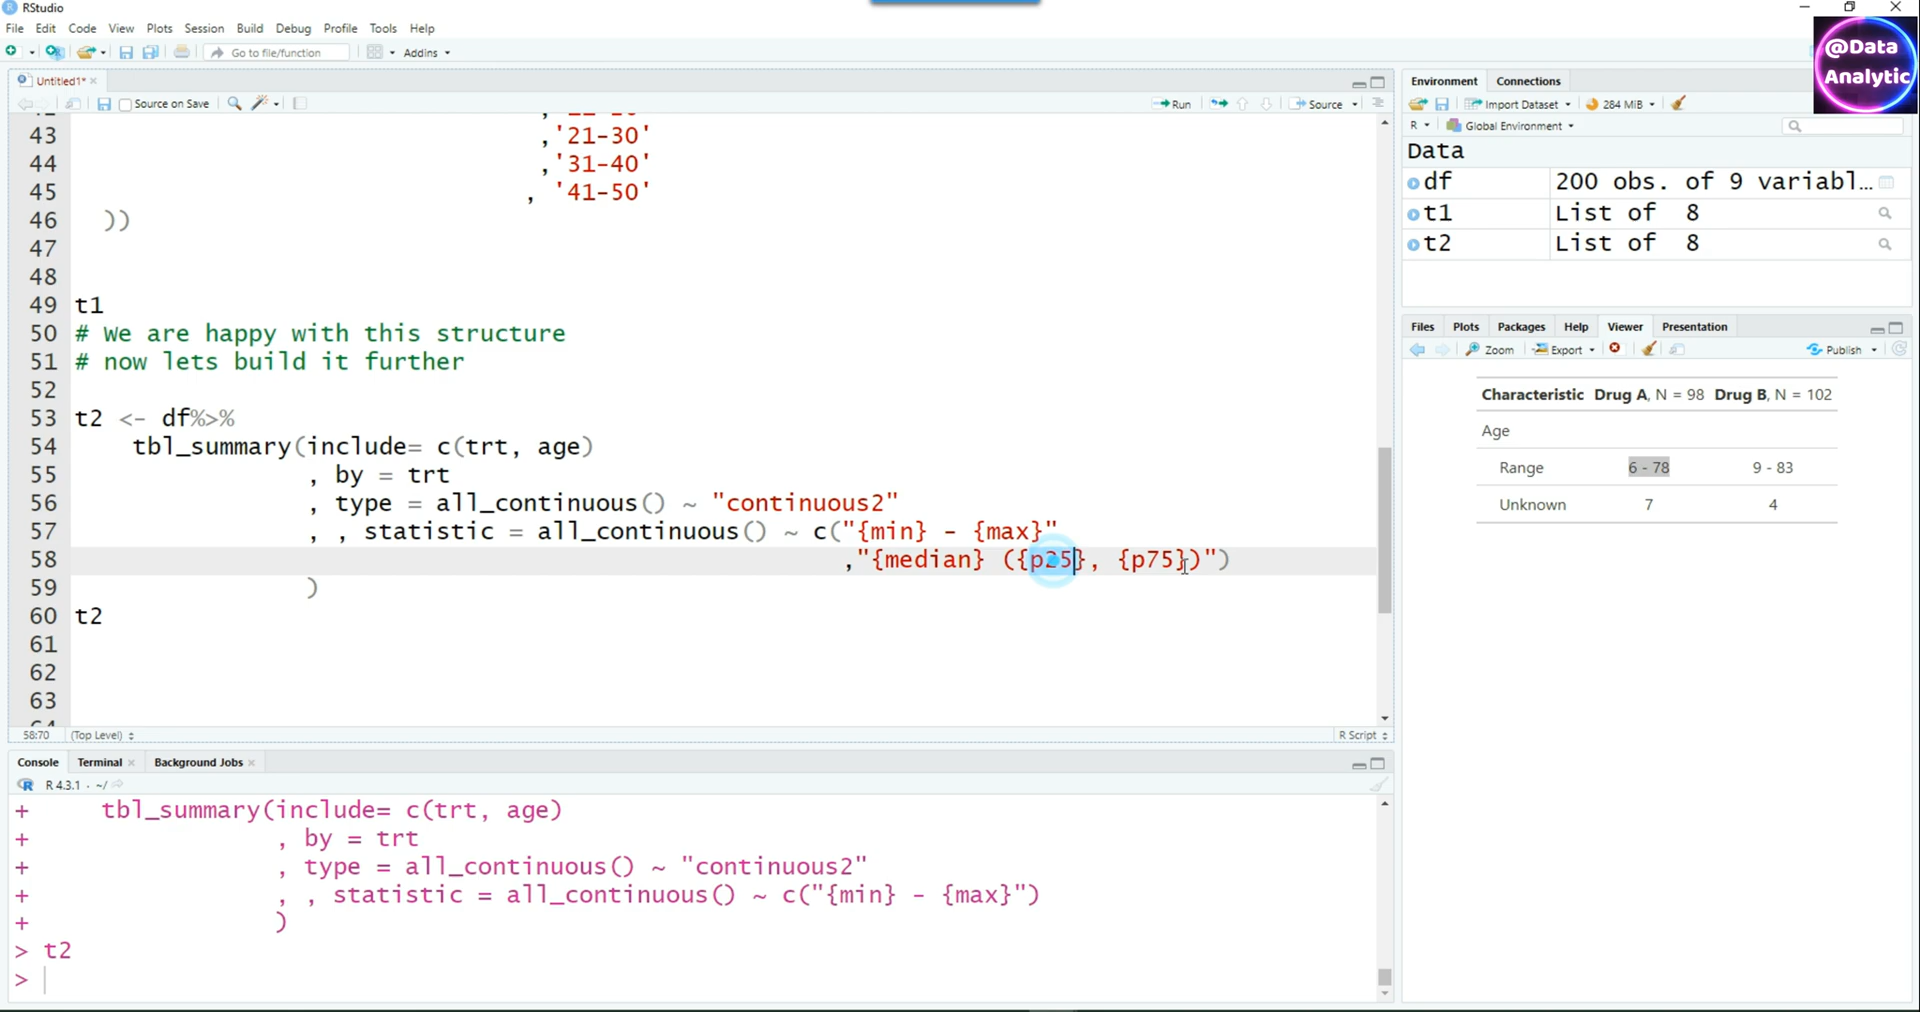 RStudio
File Edit Code View Plots Session Build Debug Profile Tools Help
Go to file/function Addins
@Data
Analytic
Untitled1*
Source on Save Run Source
43 ,'21-30'
44 ,'31-40'
45 , '41-50'
46 ))
47
48
49 t1
50 # We are happy with this structure
51 # now lets build it further
52
53 t2 <- df%>%
54 tbl_summary(include= c(trt, age)
55 , by = trt
56 , type = all_continuous() ~ "continuous2"
57 , , statistic = all_continuous() ~ c("{min} - {max}"
58 ,"{median} ({p25}, {p75})")
59 )
60 t2
61
62
63
58:70 (Top Level) R Script
Console Terminal Background Jobs
R 4.3.1 · ~/
+ tbl_summary(include= c(trt, age)
+ , by = trt
+ , type = all_continuous() ~ "continuous2"
+ , , statistic = all_continuous() ~ c("{min} - {max}")
+ )
> t2
>
Environment Connections
Import Dataset 284 MiB
R Global Environment
Data
df 200 obs. of 9 variabl...
t1 List of 8
t2 List of 8
Files Plots Packages Help Viewer Presentation
Zoom Export Publish
Characteristic Drug A, N = 98 Drug B, N = 102
Age
Range 6 - 78 9 - 83
Unknown 7 4